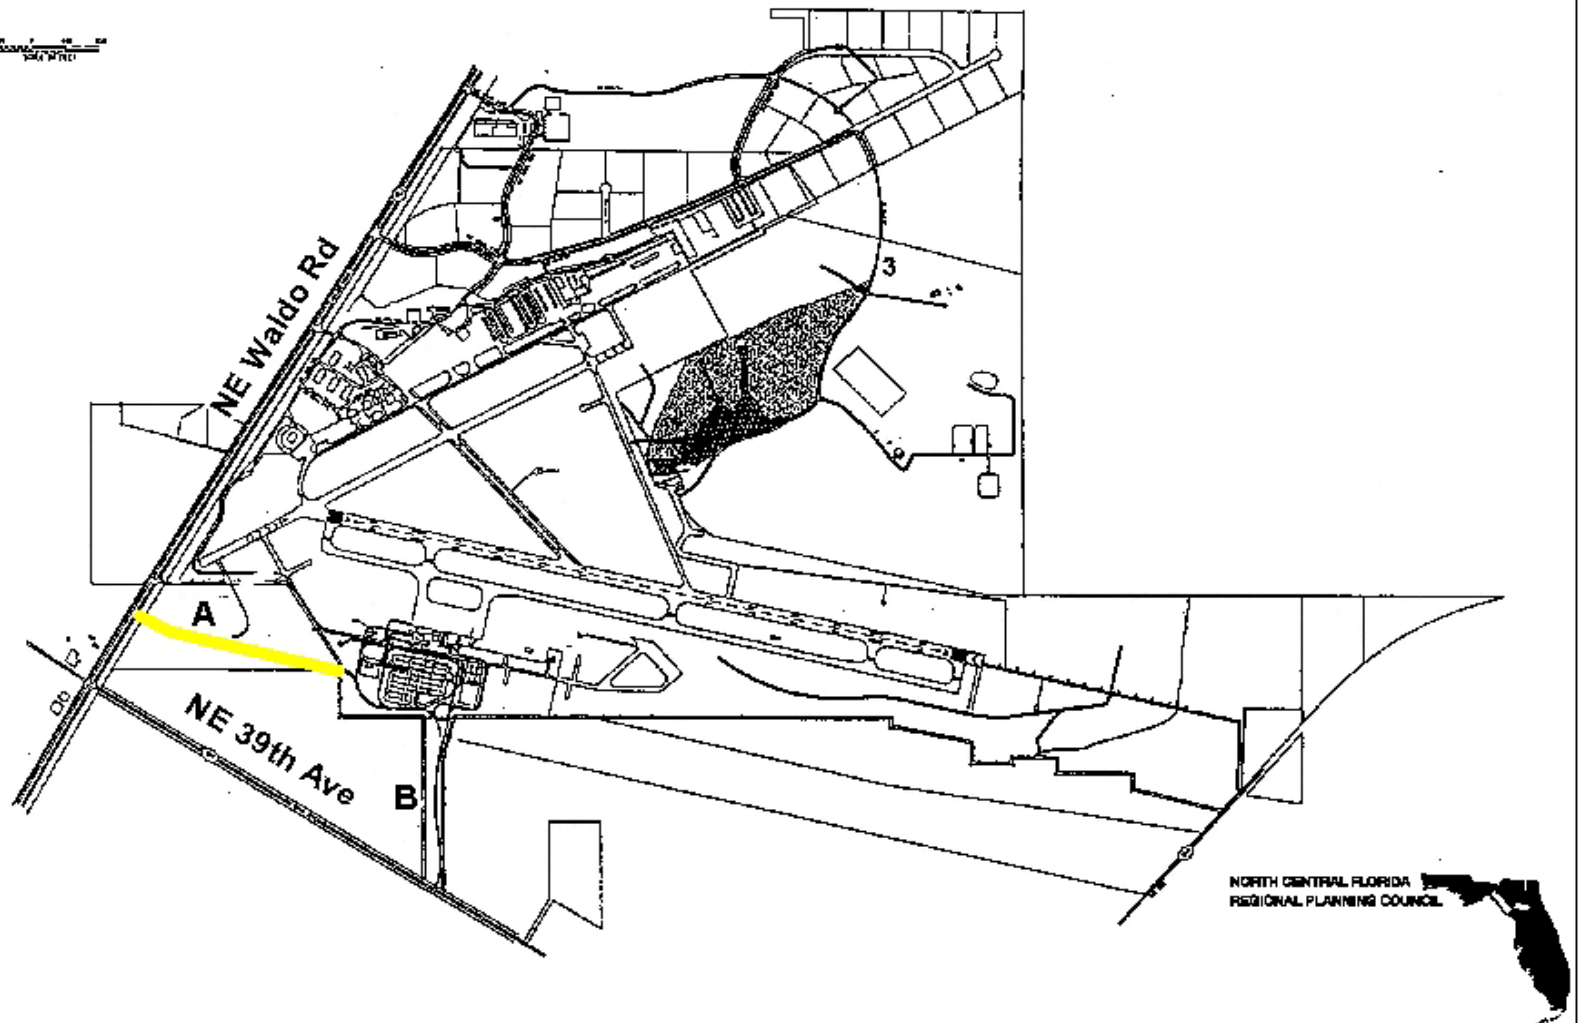 NE Waldo Rd
3
A
NE 39th Ave
B
NORTH CENTRAL FLORIDA
REGIONAL PLANNING COUNCIL